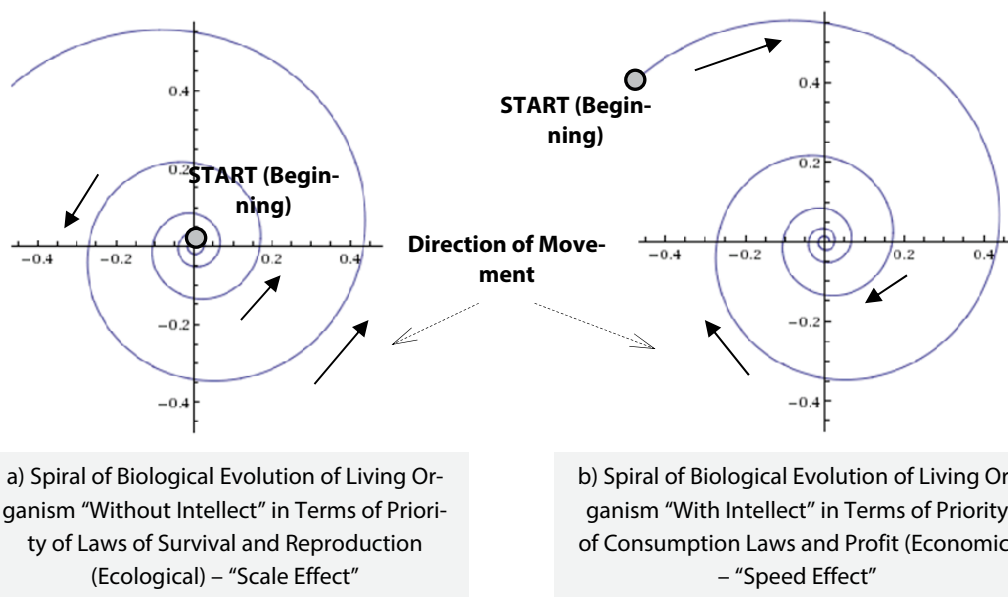 0.4
0.2
START (Begin-
ning)
-0.4
-0.2
0.2
0.4
-0.2
-0.4
Direction of Move-
ment
START (Begin-
ning)
0.4
0.2
-0.4
-0.2
0.2
0.4
-0.2
-0.4
a) Spiral of Biological Evolution of Living Or-
ganism “Without Intellect” in Terms of Priori-
ty of Laws of Survival and Reproduction
(Ecological) – “Scale Effect”
b) Spiral of Biological Evolution of Living Or
ganism “With Intellect” in Terms of Priority
of Consumption Laws and Profit (Economic
– “Speed Effect”